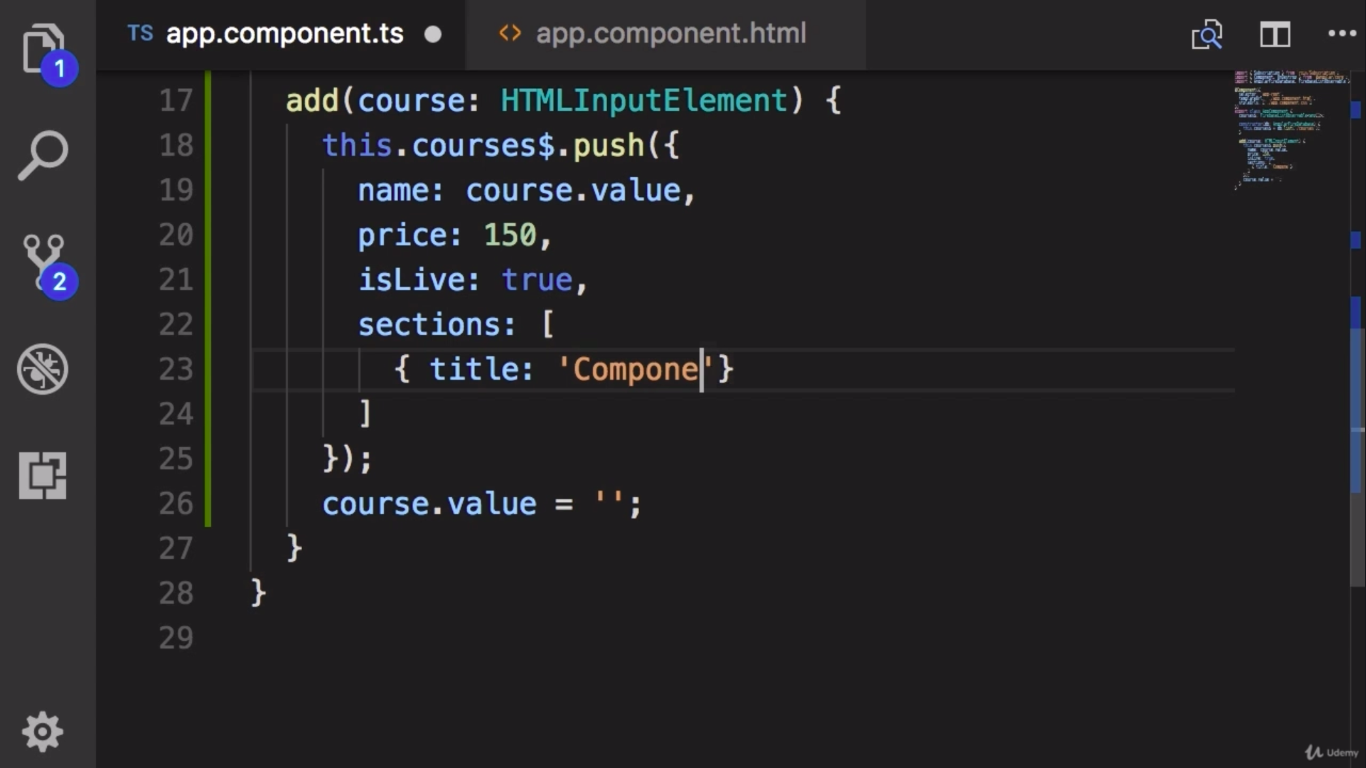 TS app.component.ts ● <> app.component.html
1
17 add(course: HTMLInputElement) {
18 this.courses$.push({
19 name: course.value,
20 price: 150,
2
21 isLive: true,
22 sections: [
23 { title: 'Compone'}
24 ]
25 });
26 course.value = '';
27 }
28 }
29
Udemy